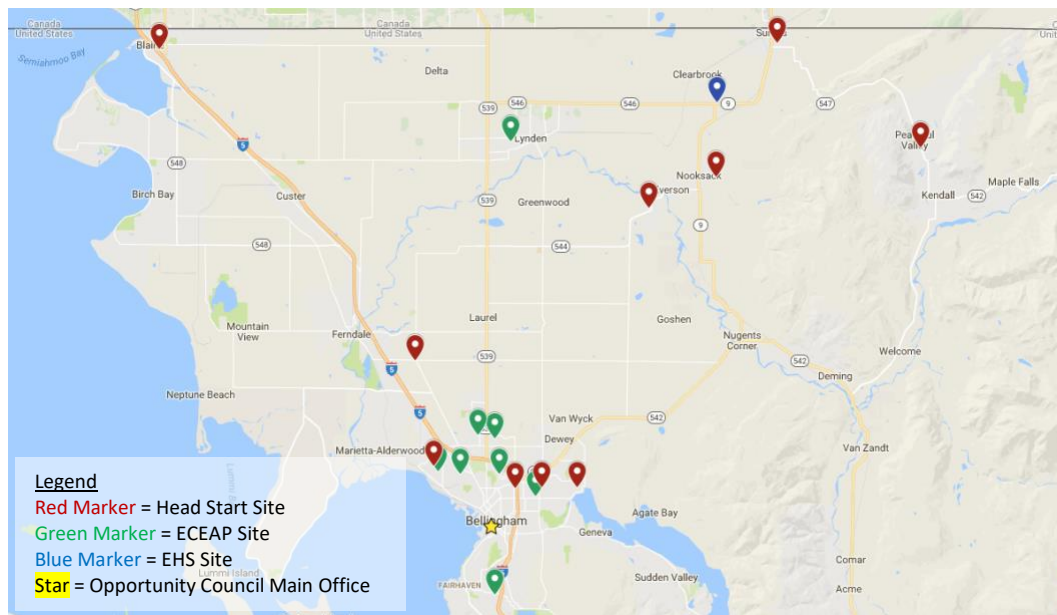 Canada
United States
Canada
United States
Canada
Semiahmoo Bay
Blaine
Delta
Clearbrook
539
546
546
9
547
Lynden
5
548
Nooksack
Birch Bay
Custer
539
Greenwood
Kendall
542
Maple Falls
9
548
544
Mountain
View
Laurel
Goshen
Ferndale
Nugents
Corner
539
Welcome
5
542
Deming
Neptune Beach
5
Van Wyck
542
Dewey
Marietta-Alderwood
Van Zandt
Legend
Red Marker = Head Start Site
Green Marker = ECEAP Site
Blue Marker = EHS Site
Star = Opportunity Council Main Office
Lummi Island
Bellingham
Geneva
Agate Bay
Comar
Sudden Valley
FAIRHAVEN
5
Acme